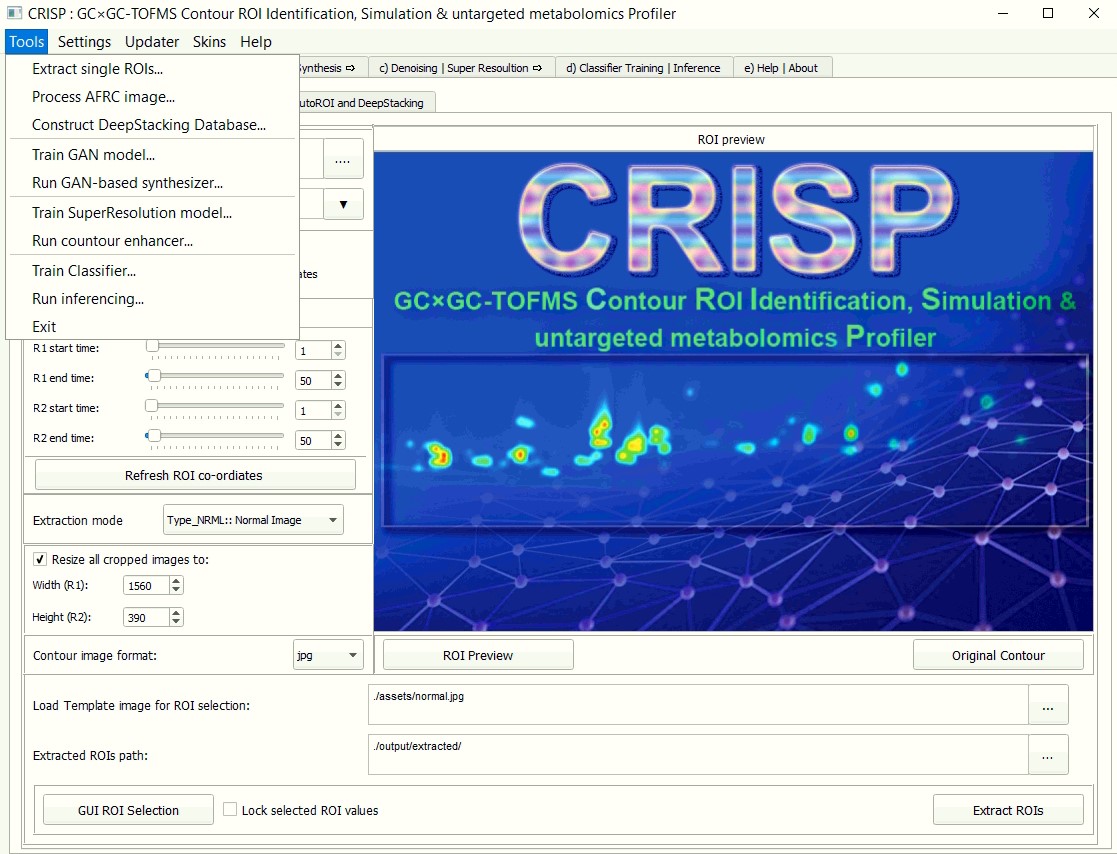 CRISP : GC×GC-TOFMS Contour ROI Identification, Simulation & untargeted metabolomics Profiler
Tools Settings Updater Skins Help
Extract single ROIs...
Process AFRC image...
Construct DeepStacking Database...
Train GAN model...
Run GAN-based synthesizer...
Train SuperResolution model...
Run countour enhancer...
Train Classifier...
Run inferencing...
Exit
c) Denoising | Super Resoultion ⇨ d) Classifier Training | Inference e) Help | About
and DeepStacking
....
▼
ROI preview
CRISP
GC×GC-TOFMS Contour ROI Identification, Simulation &
untargeted metabolomics Profiler
R1 start time: 1
R1 end time: 50
R2 start time: 1
R2 end time: 50
Refresh ROI co-ordiates
Extraction mode Type_NRML:: Normal Image
Resize all cropped images to:
Width (R1): 1560
Height (R2): 390
Contour image format: jpg
ROI Preview Original Contour
Load Template image for ROI selection: ./assets/normal.jpg ...
Extracted ROIs path: ./output/extracted/ ...
GUI ROI Selection Lock selected ROI values Extract ROIs